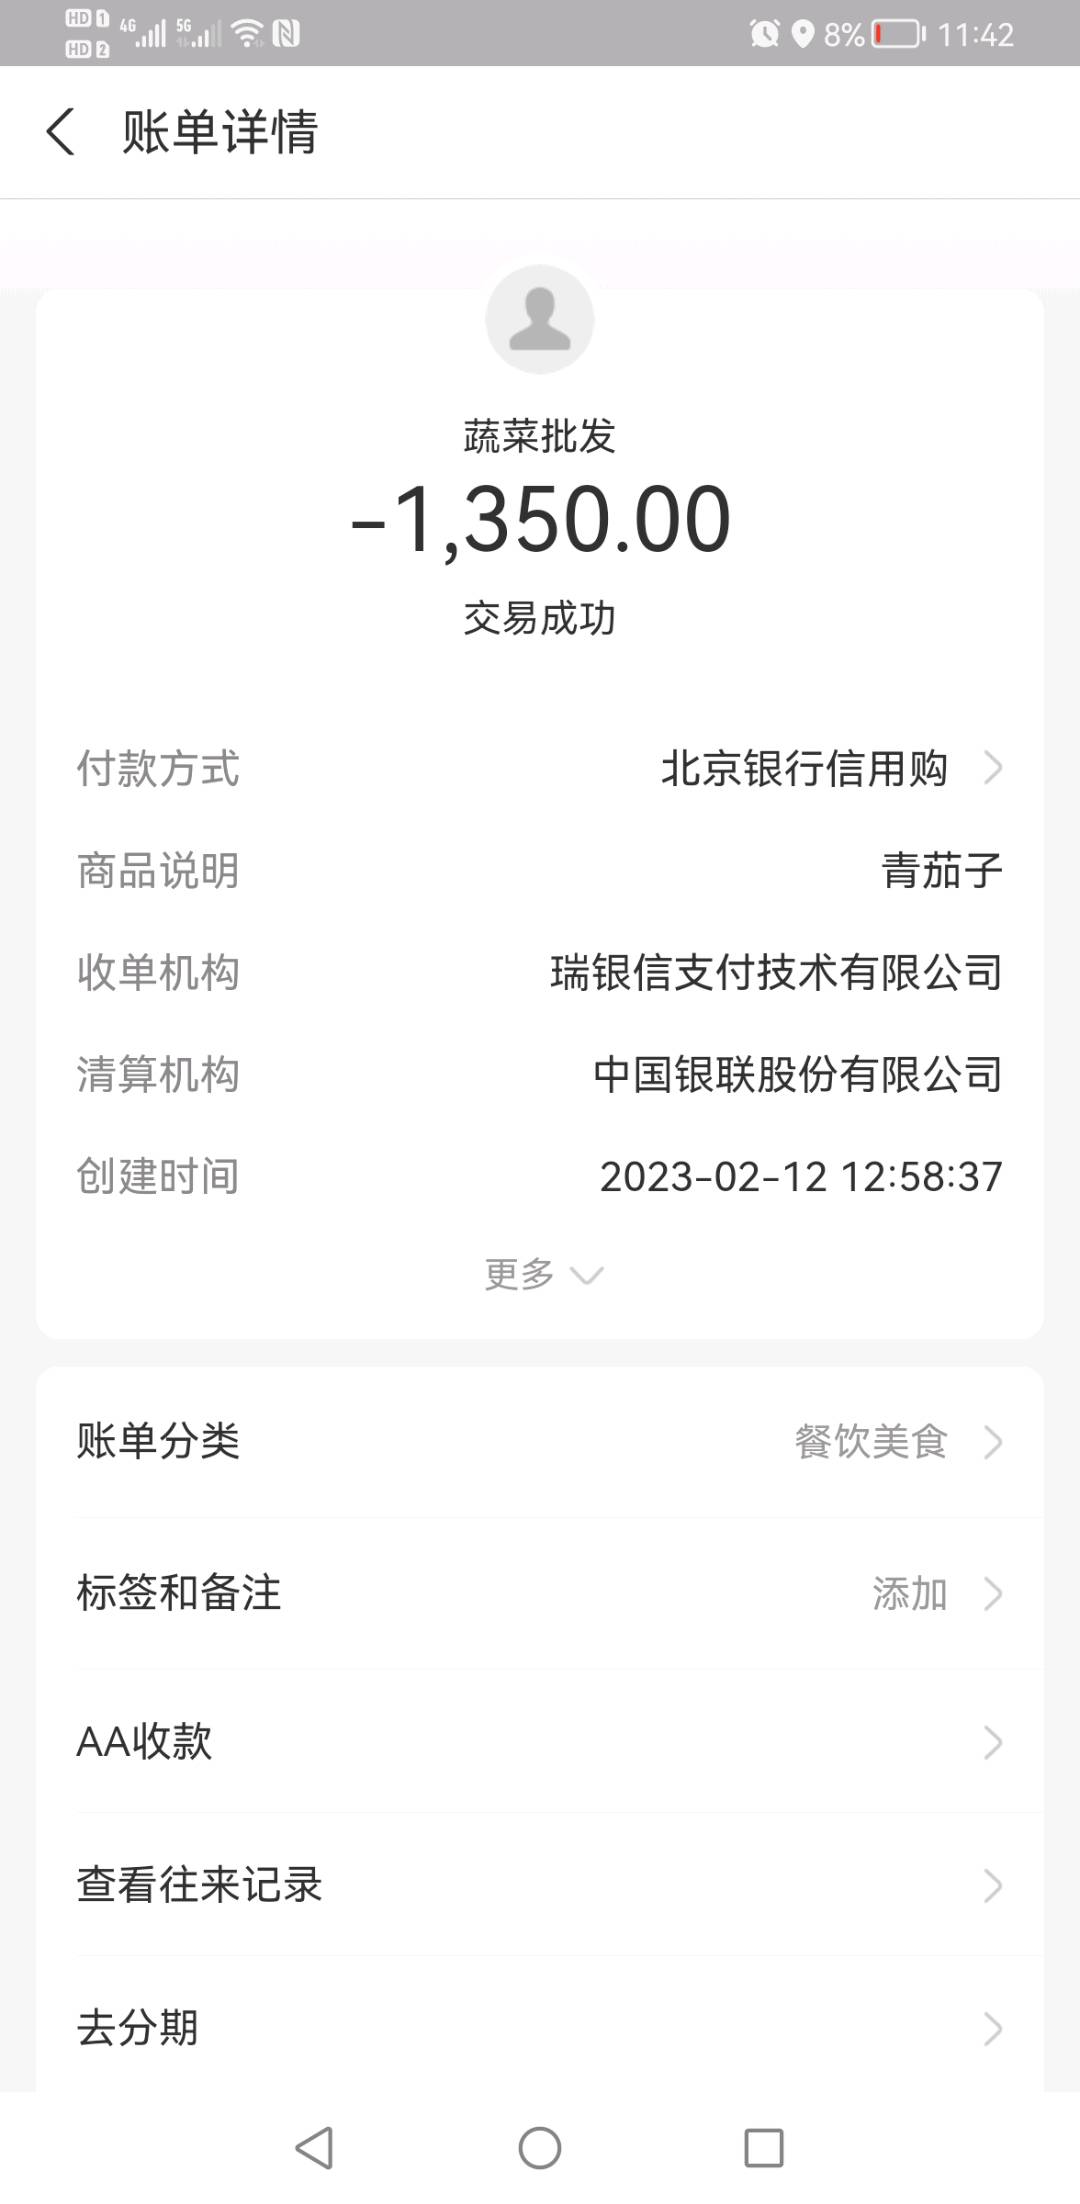 HD 1 4G 5G 8% 11:42
HD 2
账单详情
蔬菜批发
-1,350.00
交易成功
付款方式 北京银行信用购
商品说明 青茄子
收单机构 瑞银信支付技术有限公司
清算机构 中国银联股份有限公司
创建时间 2023-02-12 12:58:37
更多
账单分类 餐饮美食
标签和备注 添加
AA收款
查看往来记录
去分期